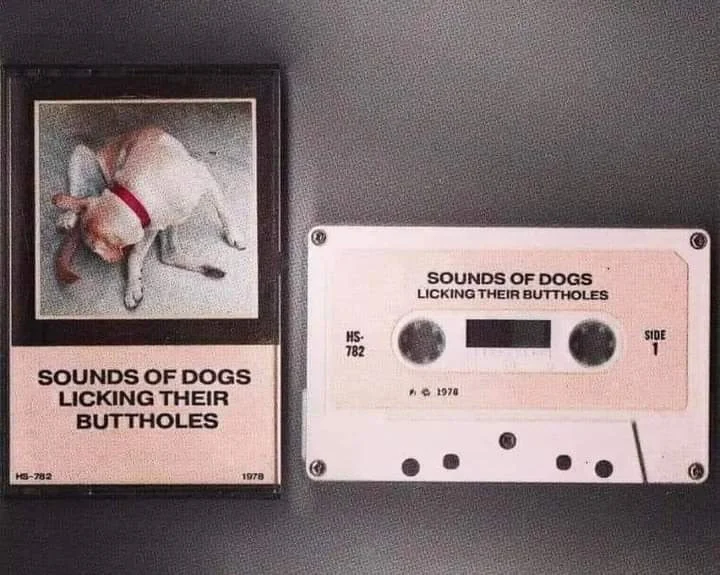 SOUNDS OF DOGS
LICKING THEIR
BUTTHOLES
HS-782
1978
SOUNDS OF DOGS
LICKING THEIR BUTTHOLES
HS-
782
SIDE
1
℗ © 1978